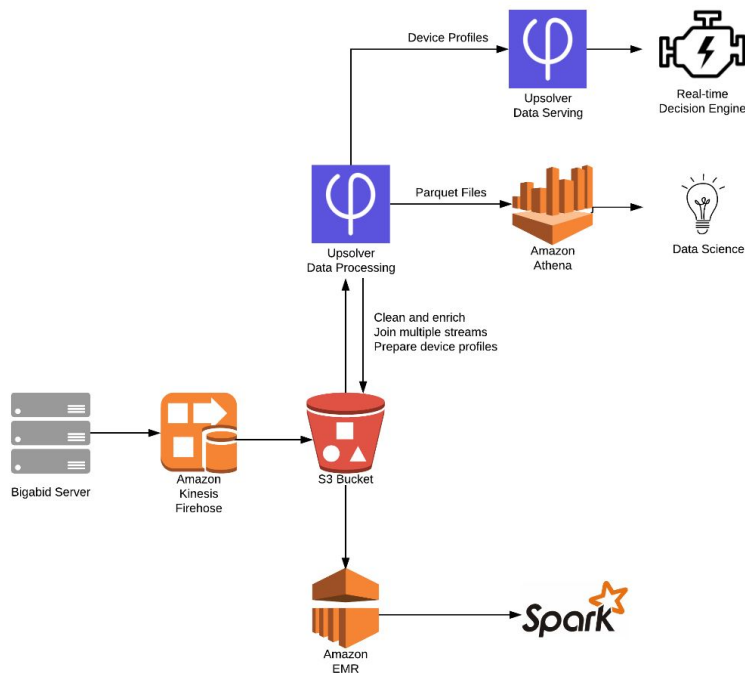 Device Profiles
Upsolver
Data Serving
Real-time
Decision Engine
Parquet Files
Upsolver
Data Processing
Amazon
Athena
Data Science
Clean and enrich
Join multiple streams
Prepare device profiles
Bigabid Server
Amazon
Kinesis
Firehose
S3 Bucket
Amazon
EMR
Spark